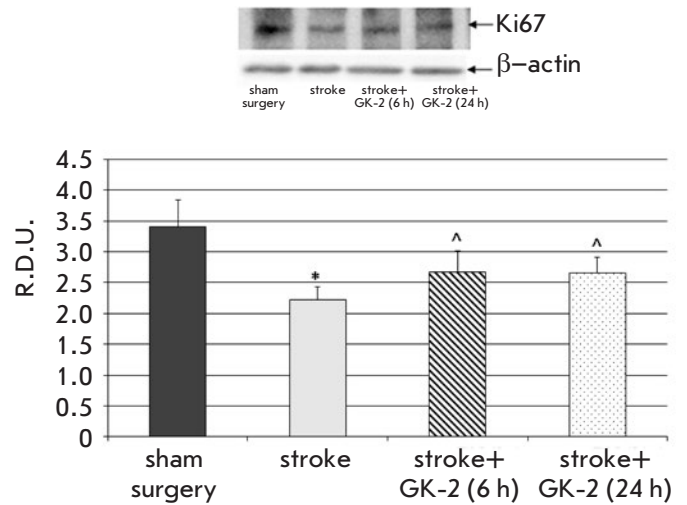 Ki67
β–actin
sham surgery
stroke
stroke+ GK-2 (6 h)
stroke+ GK-2 (24 h)
4.5
4.0
3.5
3.0
2.5
2.0
1.5
1.0
0.5
0
R.D.U.
*
^
^
sham surgery
stroke
stroke+ GK-2 (6 h)
stroke+ GK-2 (24 h)